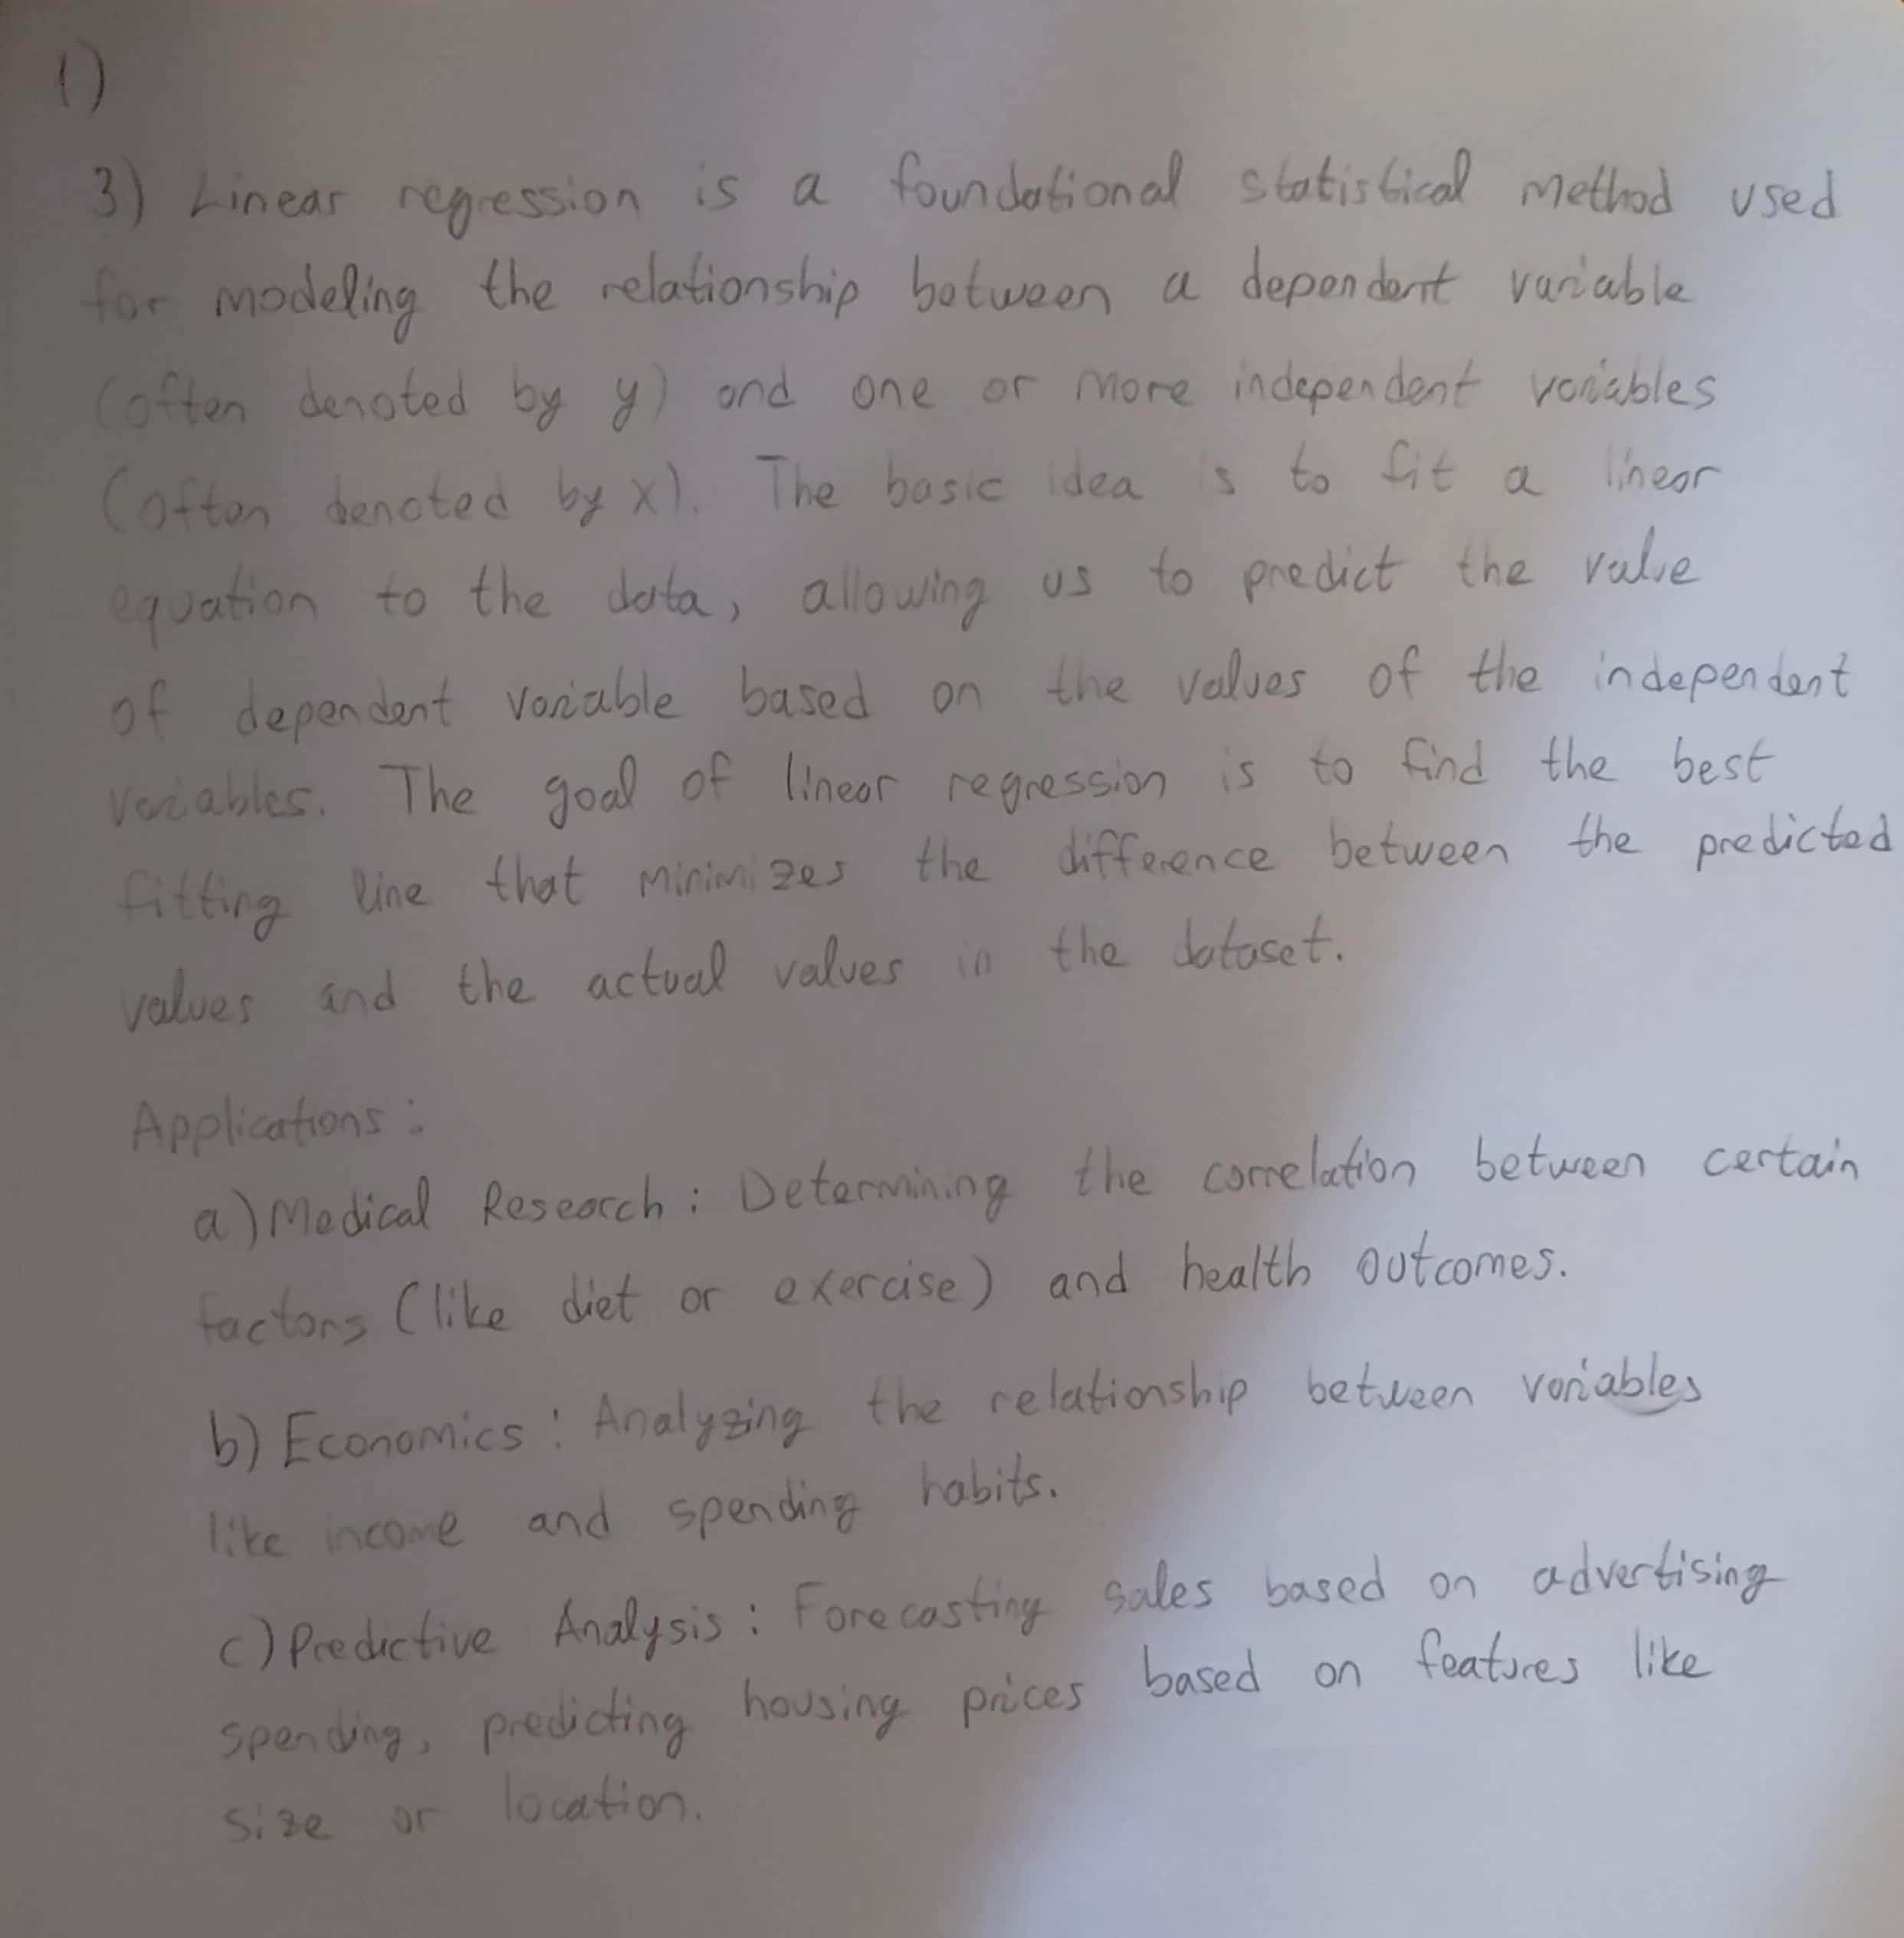 1)
3) Linear regression is a foundational statistical method used
for modeling the relationship between a dependent variable
(often denoted by y) and one or more independent variables
(often denoted by x). The basic idea is to fit a linear
equation to the data, allowing us to predict the value
of dependent variable based on the values of the independent
variables. The goal of linear regression is to find the best
fitting line that minimizes the difference between the predicted
values and the actual values in the dataset.
Applications:
a) Medical Research: Determining the correlation between certain
factors (like diet or exercise) and health outcomes.
b) Economics: Analyzing the relationship between variables
like income and spending habits.
c) Predictive Analysis: Forecasting sales based on advertising
spending, predicting housing prices based on features like
size or location.